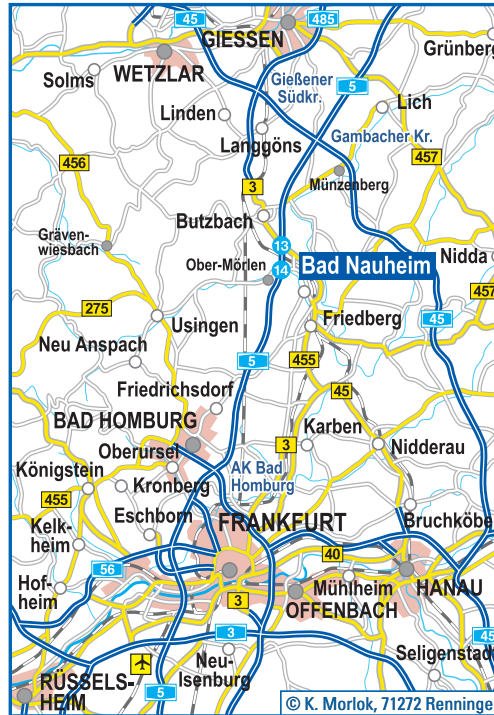 45
485
GIESSEN
Grünberg
WETZLAR
Solms
Gießener
Südkr.
5
Linden
Lich
Langgöns
Gambacher Kr.
456
457
3
Münzenberg
Butzbach
Gräven-
wiesbach
13
Ober-Mörlen
14
Bad Nauheim
Nidda
457
275
Usingen
Friedberg
45
Neu Anspach
5
455
45
Friedrichsdorf
BAD HOMBURG
3
Karben
Nidderau
Oberursel
AK Bad
Homburg
Königstein
Kronberg
455
Eschborn
FRANKFURT
Bruchköbe
Kelk-
heim
56
40
Hof-
heim
Mühlheim
HANAU
3
OFFENBACH
3
45
Neu-
Isenburg
Seligenstad
RÜSSELS-
HEIM
5
© K. Morlok, 71272 Renninge